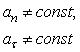 aₙ ≠ const,
aτ ≠ const